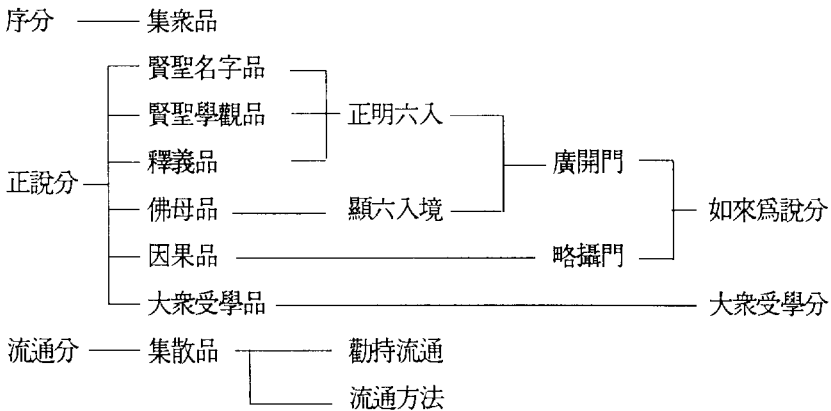 序分 集衆品
賢聖名字品
賢聖學觀品 正明六入
釋義品 廣開門
正說分
佛母品 顯六入境 如來爲說分
因果品 略攝門
大衆受學品 大衆受學分
流通分 集散品 勸持流通
流通方法